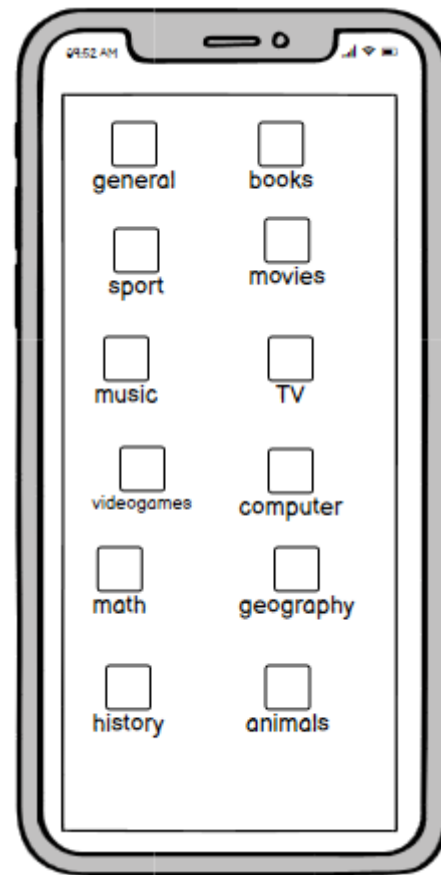 09:52 AM
general books
sport movies
music TV
videogames computer
math geography
history animals